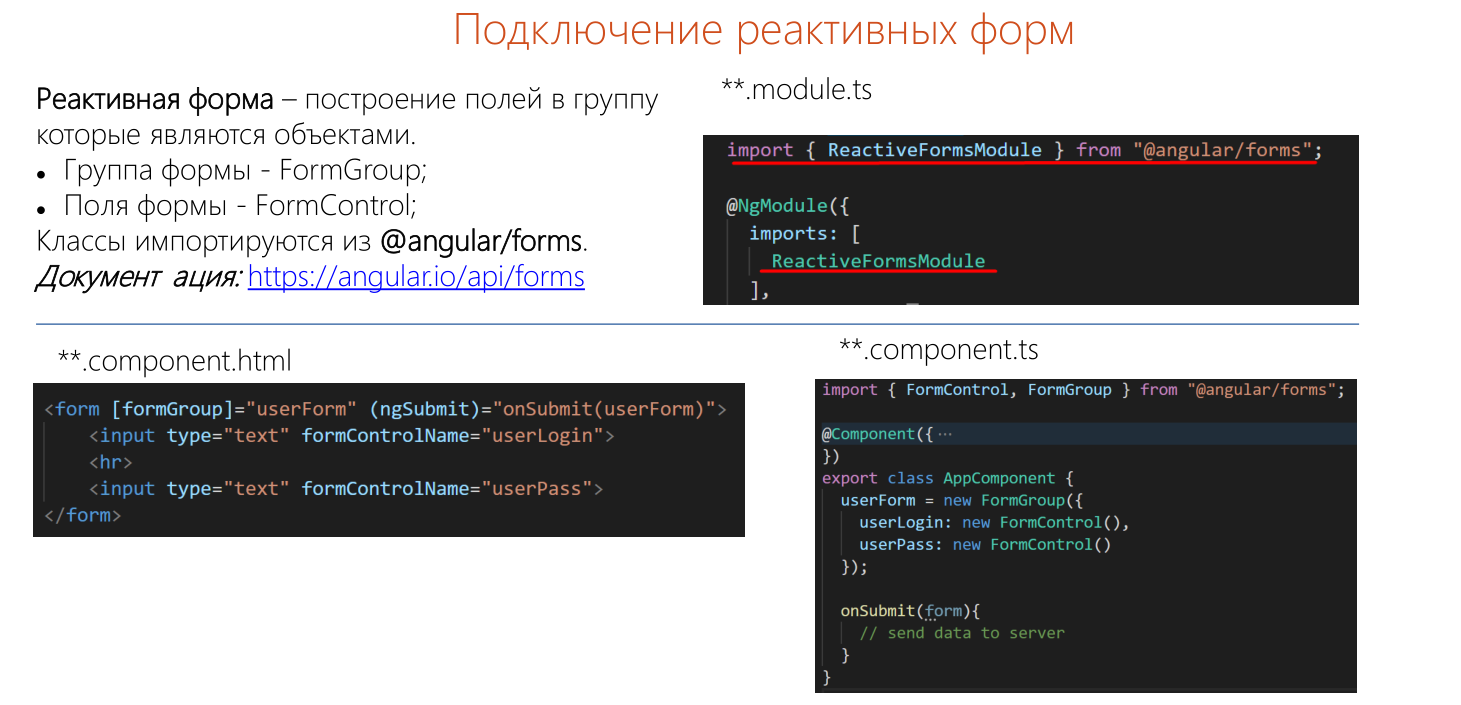 Подключение реактивных форм
Реактивная форма – построение полей в группу
которые являются объектами.
● Группа формы - FormGroup;
● Поля формы - FormControl;
Классы импортируются из @angular/forms.
Документ ация: https://angular.io/api/forms
**.module.ts
import { ReactiveFormsModule } from "@angular/forms";
@NgModule({
imports: [
ReactiveFormsModule
],
**.component.html
<form [formGroup]="userForm" (ngSubmit)="onSubmit(userForm)">
<input type="text" formControlName="userLogin">
<hr>
<input type="text" formControlName="userPass">
</form>
**.component.ts
import { FormControl, FormGroup } from "@angular/forms";
@Component({ ···
})
export class AppComponent {
userForm = new FormGroup({
userLogin: new FormControl(),
userPass: new FormControl()
});
onSubmit(form){
// send data to server
}
}